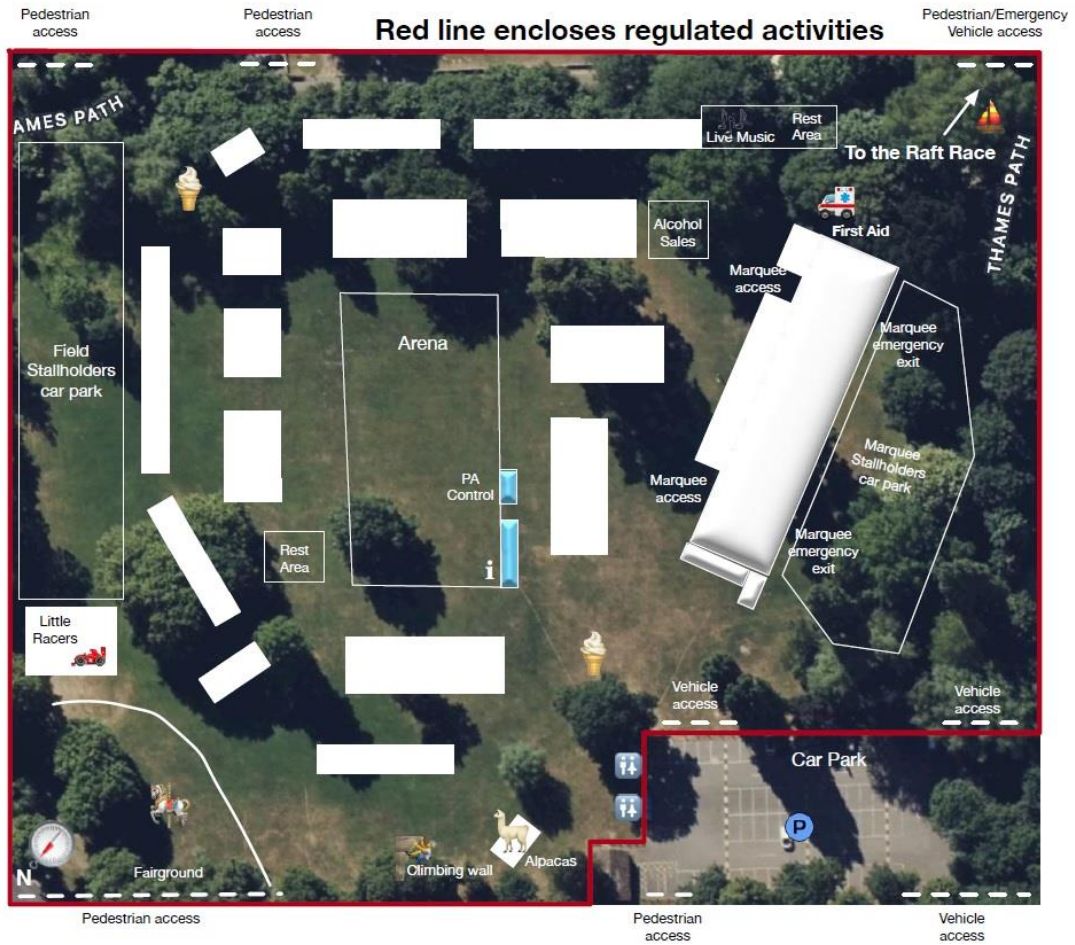 Pedestrian
access
Pedestrian
access
Red line encloses regulated activities
Pedestrian/Emergency
Vehicle access
AMES PATH
Live Music
Rest
Area
To the Raft Race
THAMES PATH
First Aid
Alcohol
Sales
Marquee
access
Marquee
emergency
exit
Arena
Field
Stallholders
car park
Marquee
Stallholders
car park
PA
Control
Marquee
access
Rest
Area
i
Marquee
emergency
exit
Little
Racers
Vehicle
access
Vehicle
access
Car Park
P
Fairground
Climbing wall
Alpacas
N
Pedestrian access
Pedestrian
access
Vehicle
access